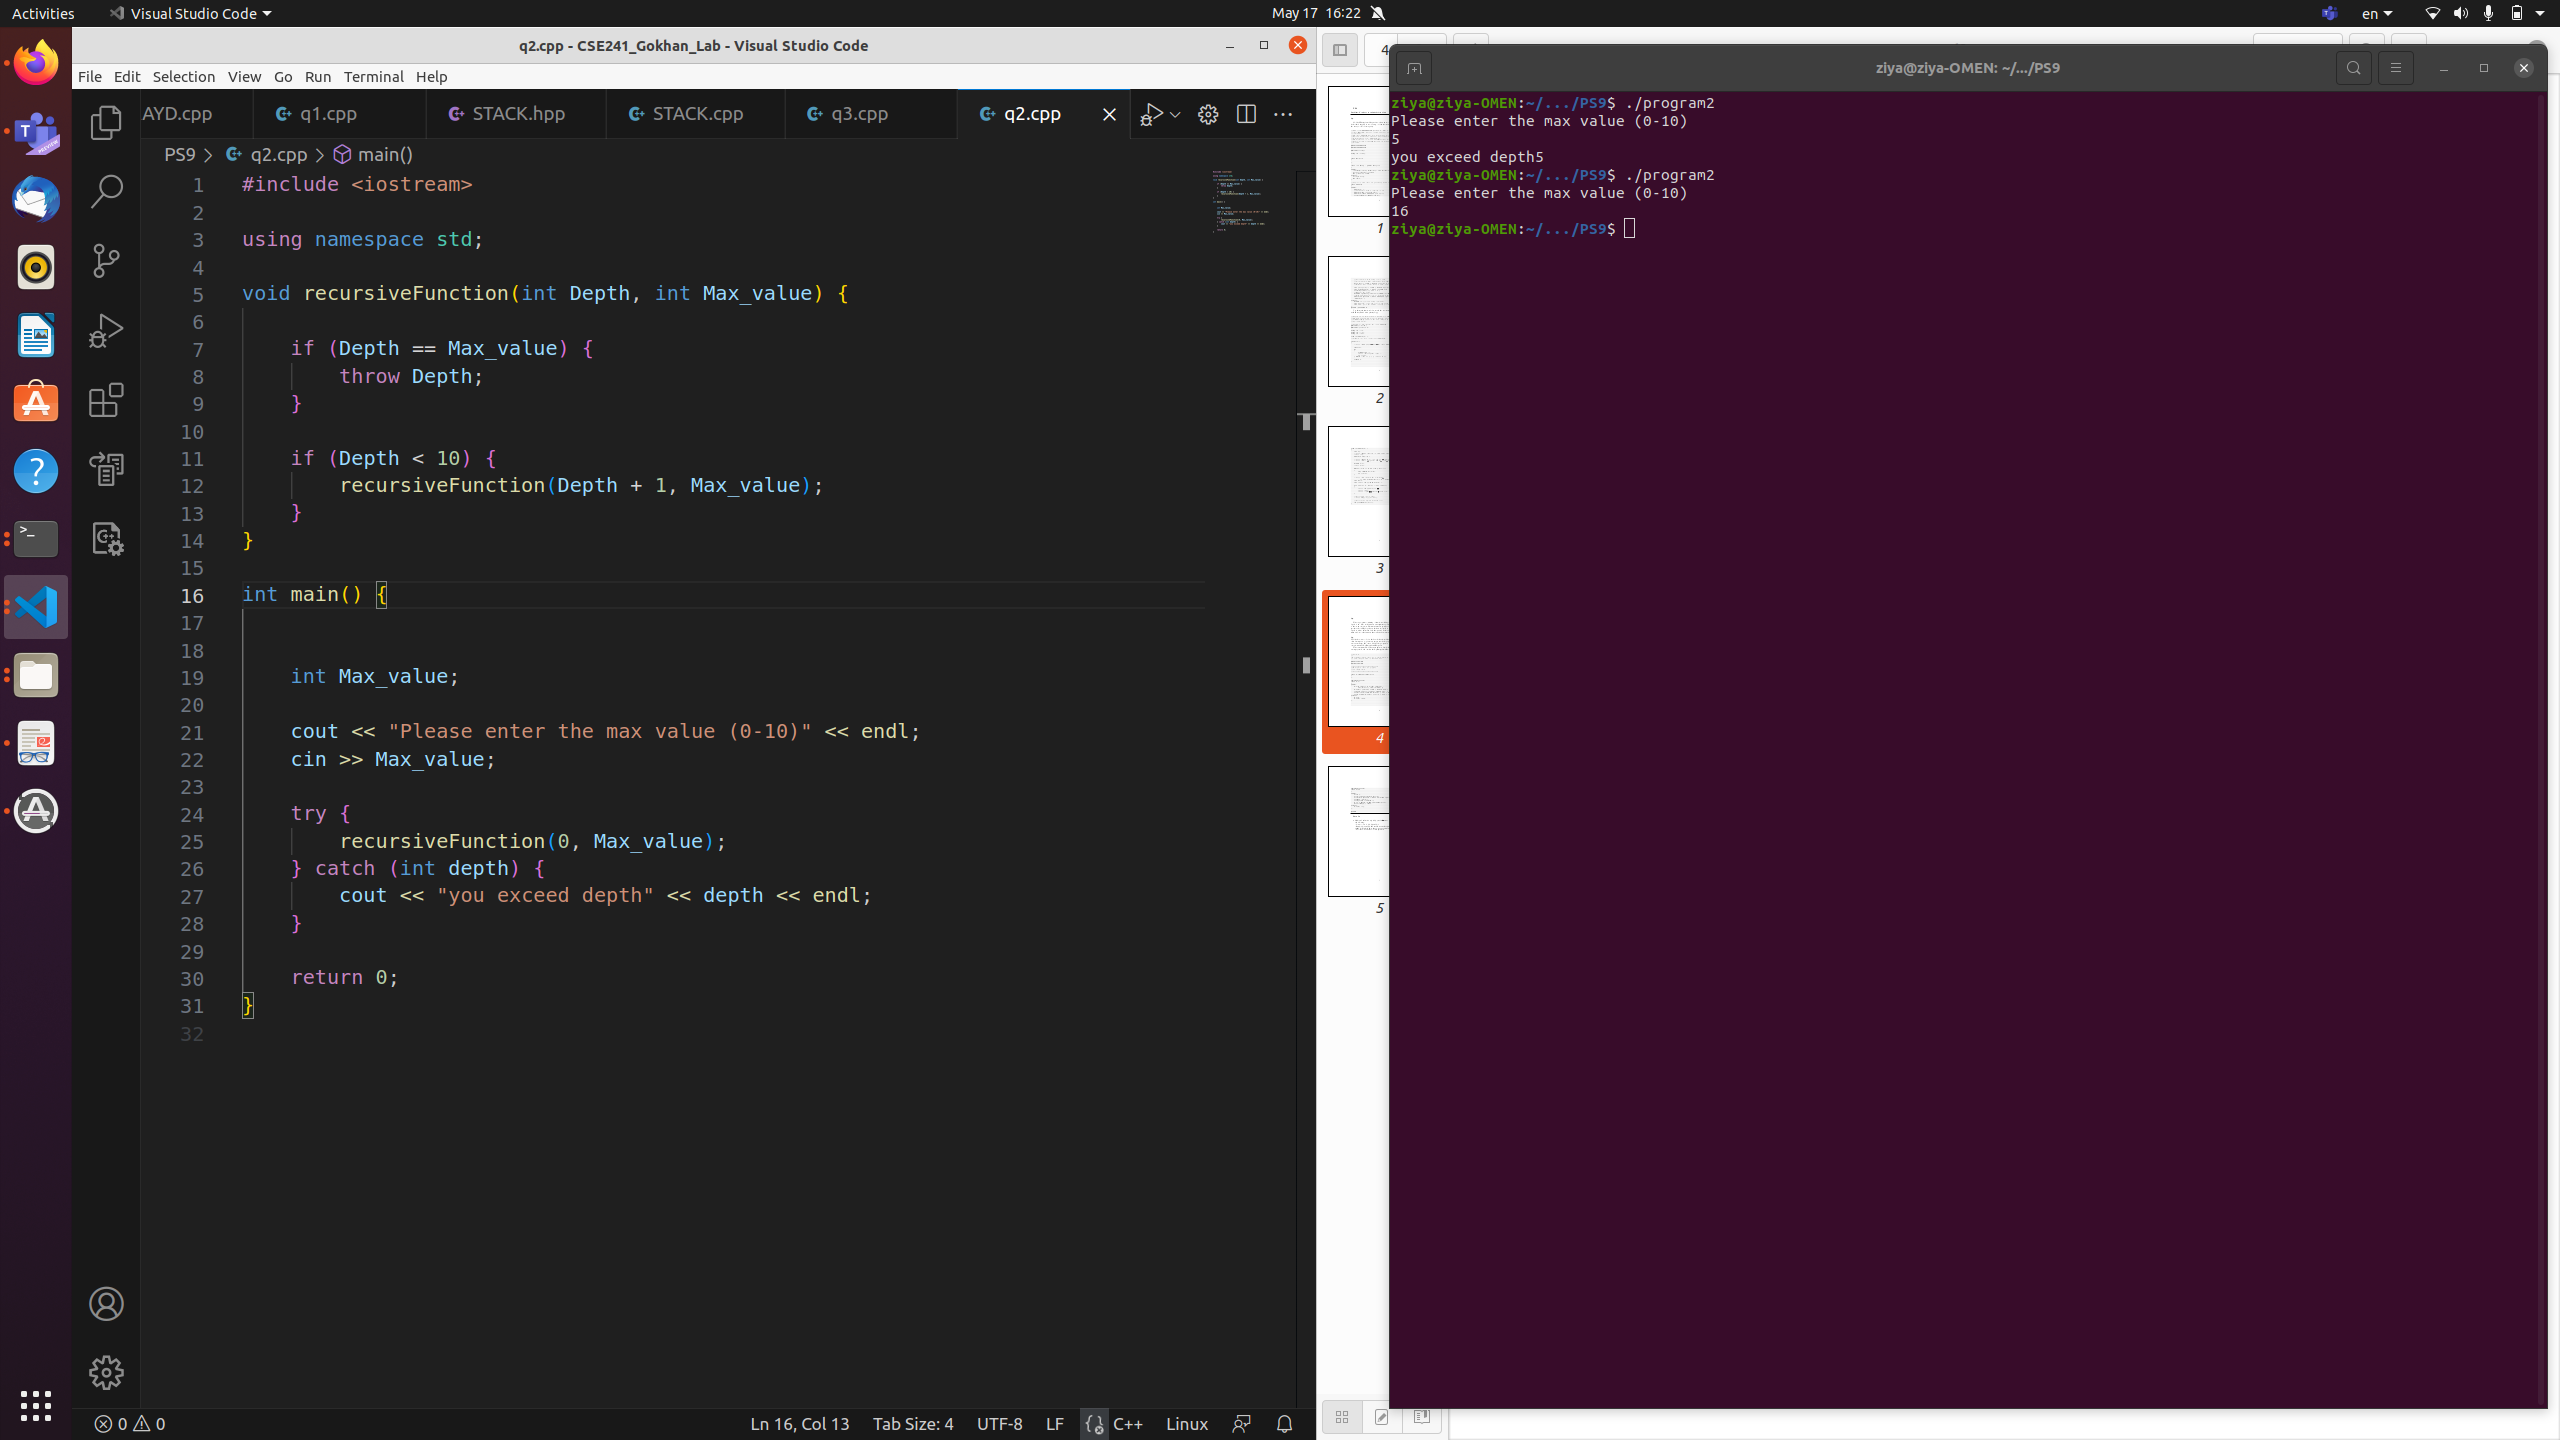 Activities
Visual Studio Code
May 17 16:22
en
q2.cpp - CSE241_Gokhan_Lab - Visual Studio Code
File Edit Selection View Go Run Terminal Help
AYD.cpp q1.cpp STACK.hpp STACK.cpp q3.cpp q2.cpp
PS9 > q2.cpp > main()
1 #include <iostream>
2
3 using namespace std;
4
5 void recursiveFunction(int Depth, int Max_value) {
6
7     if (Depth == Max_value) {
8         throw Depth;
9     }
10
11     if (Depth < 10) {
12         recursiveFunction(Depth + 1, Max_value);
13     }
14 }
15
16 int main() {
17
18
19     int Max_value;
20
21     cout << "Please enter the max value (0-10)" << endl;
22     cin >> Max_value;
23
24     try {
25         recursiveFunction(0, Max_value);
26     } catch (int depth) {
27         cout << "you exceed depth" << depth << endl;
28     }
29
30     return 0;
31 }
32
0 0
Ln 16, Col 13 Tab Size: 4 UTF-8 LF C++ Linux
4
1
2
3
4
5
ziya@ziya-OMEN: ~/.../PS9
ziya@ziya-OMEN:~/.../PS9$ ./program2
Please enter the max value (0-10)
5
you exceed depth5
ziya@ziya-OMEN:~/.../PS9$ ./program2
Please enter the max value (0-10)
16
ziya@ziya-OMEN:~/.../PS9$